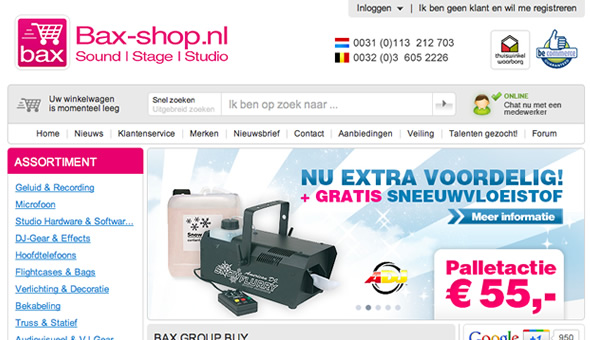 Inloggen | Ik ben geen klant en wil me registreren
bax
Bax-shop.nl
Sound | Stage | Studio
0031 (0)113 212 703
0032 (0)3 605 2226
thuiswinkel
waarborg
be commerce
Uw winkelwagen
is momenteel leeg
Snel zoeken
Uitgebreid zoeken
Ik ben op zoek naar ...
ONLINE
Chat nu met een
medewerker
Home | Nieuws | Klantenservice | Merken | Nieuwsbrief | Contact | Aanbiedingen | Veiling | Talenten gezocht! | Forum
ASSORTIMENT
Geluid & Recording
Microfoon
Studio Hardware & Softwar...
DJ-Gear & Effects
Hoofdtelefoons
Flightcases & Bags
Verlichting & Decoratie
Bekabeling
Truss & Statief
Audiovisueel & VJ Gear
NU EXTRA VOORDELIG!
+ GRATIS SNEEUWVLOEISTOF
Meer informatie
Snow
American DJ
SNOW FLURRY
ADJ
Palletactie
€ 55,-
BAX GROUP BUY
Google +1 950